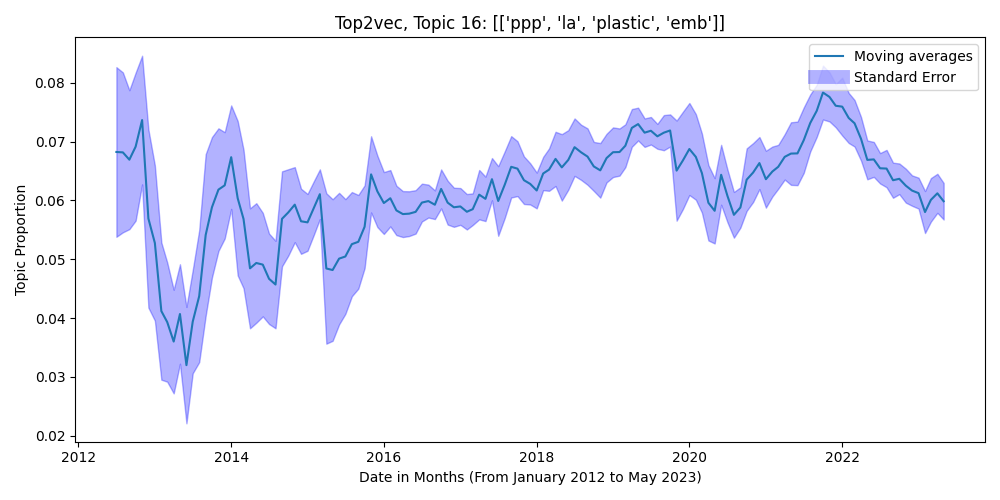 Top2vec, Topic 16: [['ppp', 'la', 'plastic', 'emb']]
Moving averages
Standard Error
Topic Proportion
0.08
0.07
0.06
0.05
0.04
0.03
0.02
2012 2014 2016 2018 2020 2022
Date in Months (From January 2012 to May 2023)